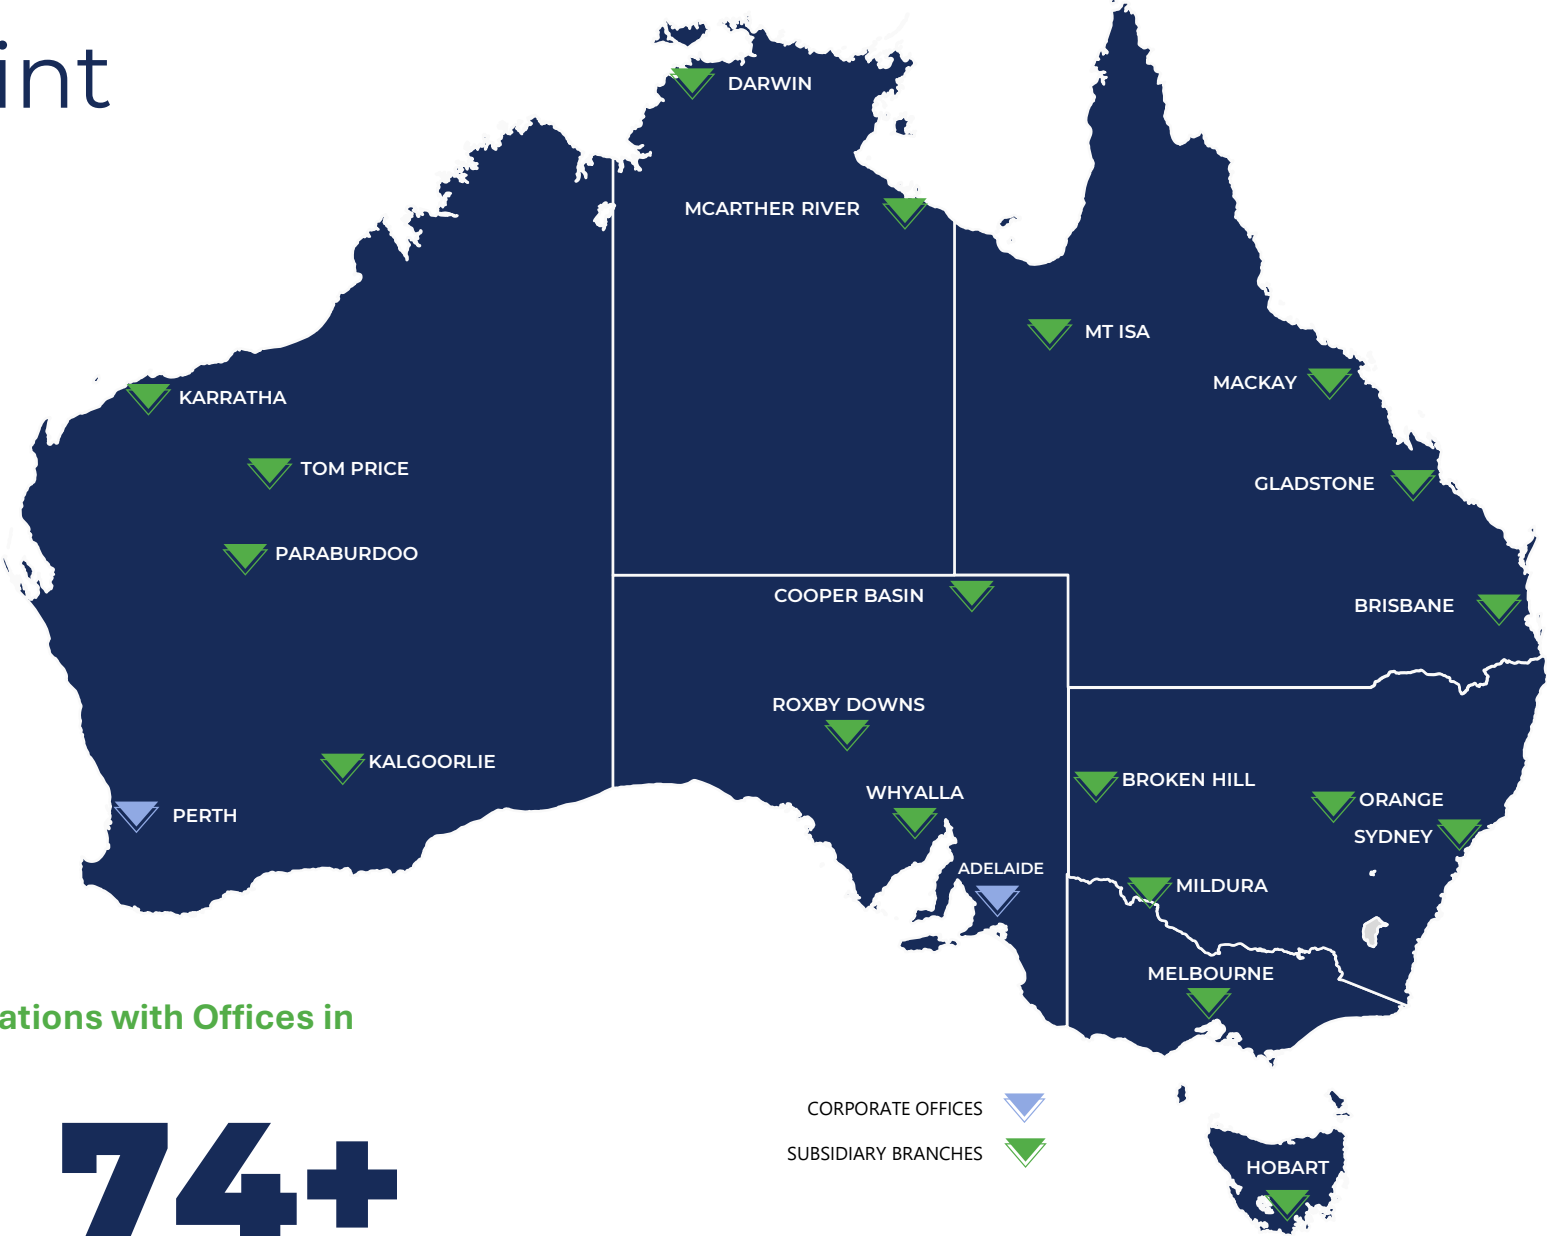 int
DARWIN
MCARTHER RIVER
MT ISA
MACKAY
KARRATHA
TOM PRICE
GLADSTONE
PARABURDOO
COOPER BASIN
BRISBANE
ROXBY DOWNS
KALGOORLIE
BROKEN HILL
WHYALLA
ORANGE
PERTH
SYDNEY
ADELAIDE
MILDURA
MELBOURNE
ations with Offices in
CORPORATE OFFICES
SUBSIDIARY BRANCHES
74+
HOBART